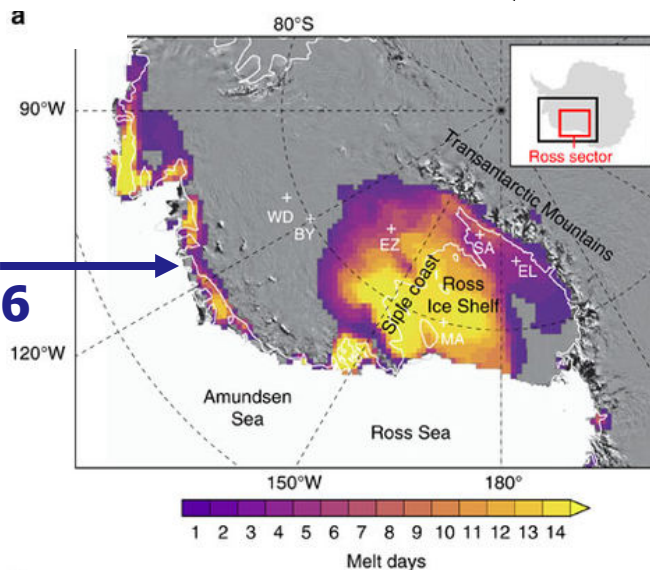 a
80°S
90°W
Ross sector
Transantarctic Mountains
WD
BY
EZ
SA
EL
6
Siple coast
Ross
Ice Shelf
MA
120°W
Amundsen
Sea
Ross Sea
150°W
180°
1 2 3 4 5 6 7 8 9 10 11 12 13 14
Melt days